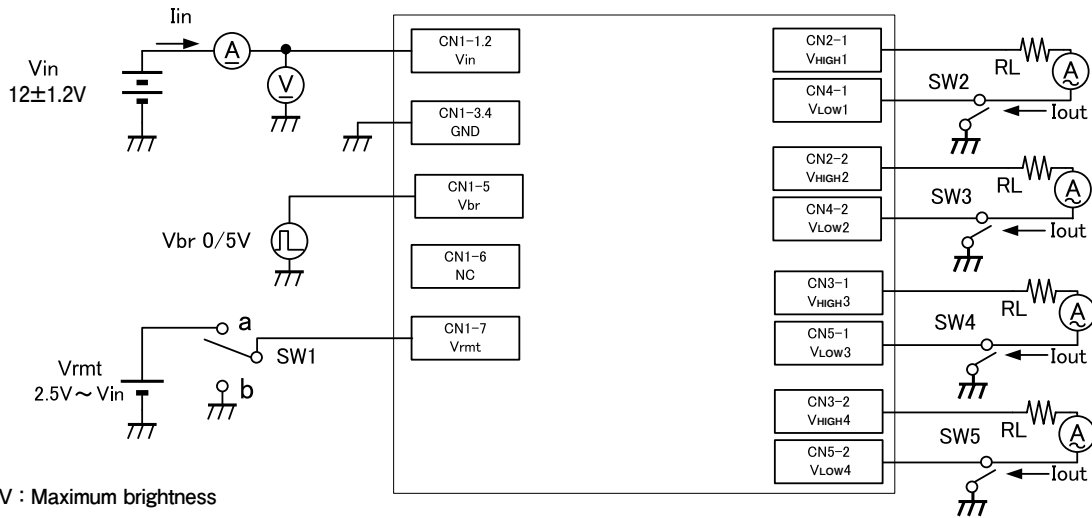 Iin
A
Vin
12±1.2V
V
CN1-1.2
Vin
CN1-3.4
GND
CN1-5
Vbr
Vbr 0/5V
CN1-6
NC
CN1-7
Vrmt
a
SW1
b
Vrmt
2.5V～Vin
V : Maximum brightness
CN2-1
VHIGH1
RL
A
CN4-1
VLOW1
SW2
Iout
CN2-2
VHIGH2
RL
A
CN4-2
VLOW2
SW3
Iout
CN3-1
VHIGH3
RL
A
CN5-1
VLOW3
SW4
Iout
CN3-2
VHIGH4
RL
A
CN5-2
VLOW4
SW5
Iout